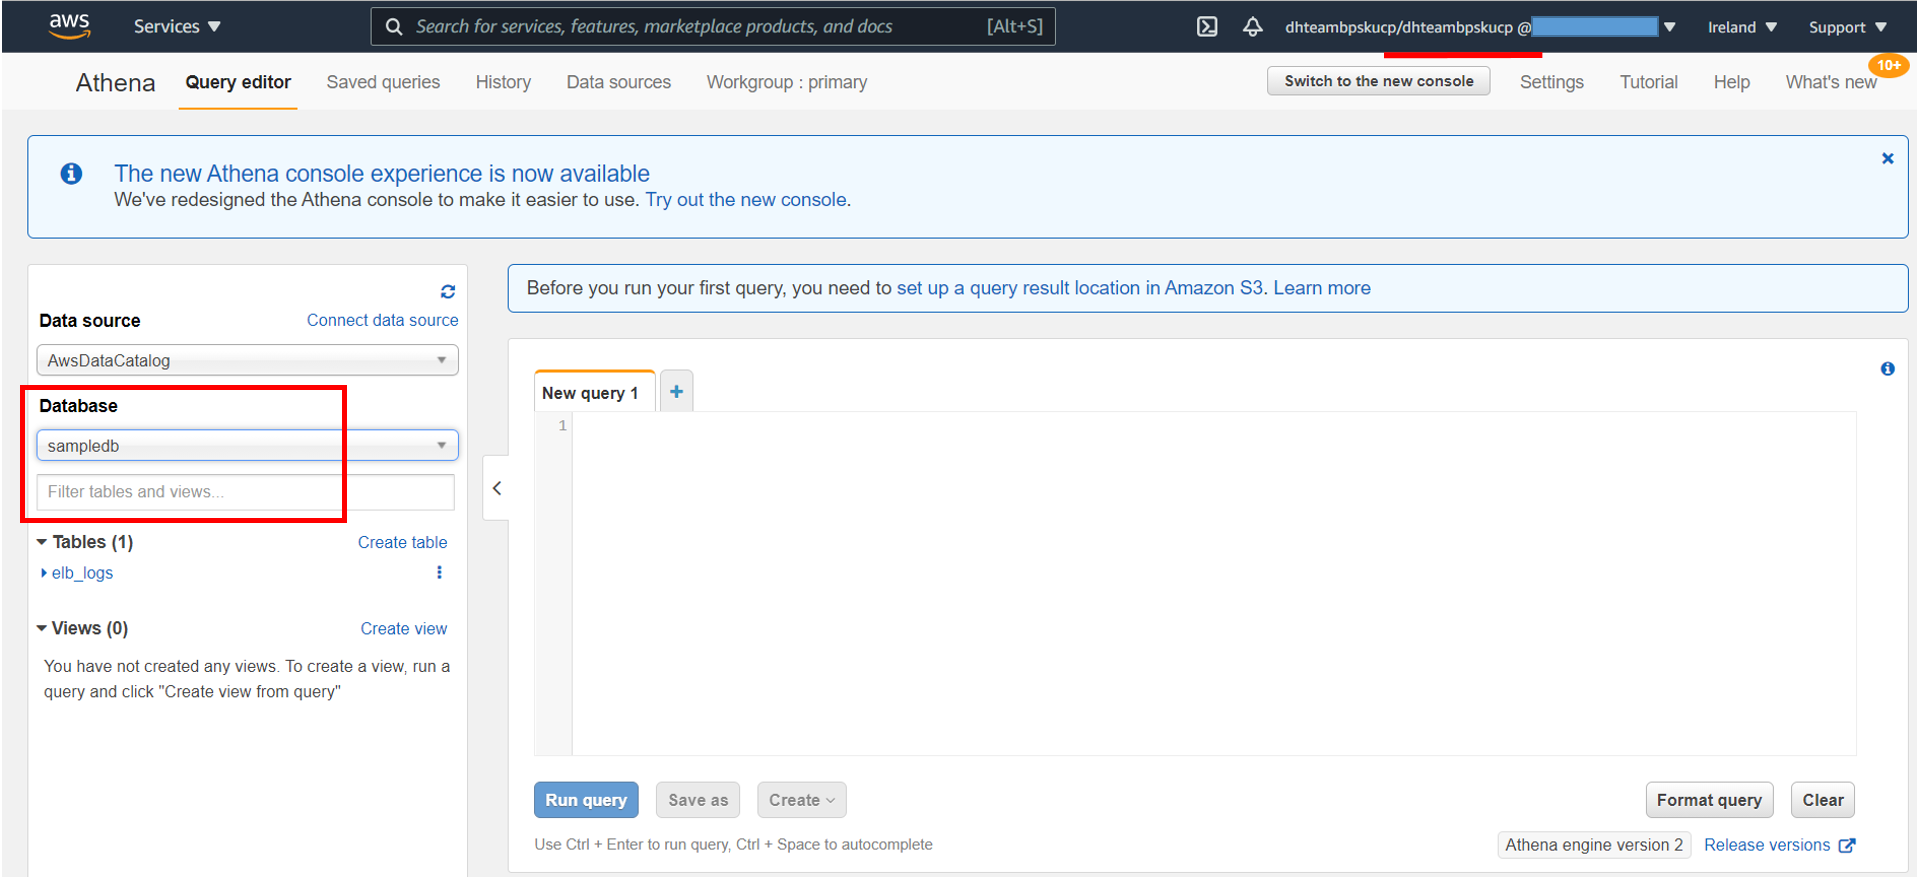 aws Services Search for services, features, marketplace products, and docs [Alt+S] dhteambpskucp/dhteambpskucp @ Ireland Support
10+
Athena Query editor Saved queries History Data sources Workgroup : primary Switch to the new console Settings Tutorial Help What's new
The new Athena console experience is now available
We've redesigned the Athena console to make it easier to use. Try out the new console.
Before you run your first query, you need to set up a query result location in Amazon S3. Learn more
Data source Connect data source
AwsDataCatalog
Database
sampledb
Filter tables and views...
Tables (1) Create table
elb_logs
Views (0) Create view
You have not created any views. To create a view, run a
query and click "Create view from query"
New query 1 +
1
Run query Save as Create Format query Clear
Use Ctrl + Enter to run query, Ctrl + Space to autocomplete Athena engine version 2 Release versions